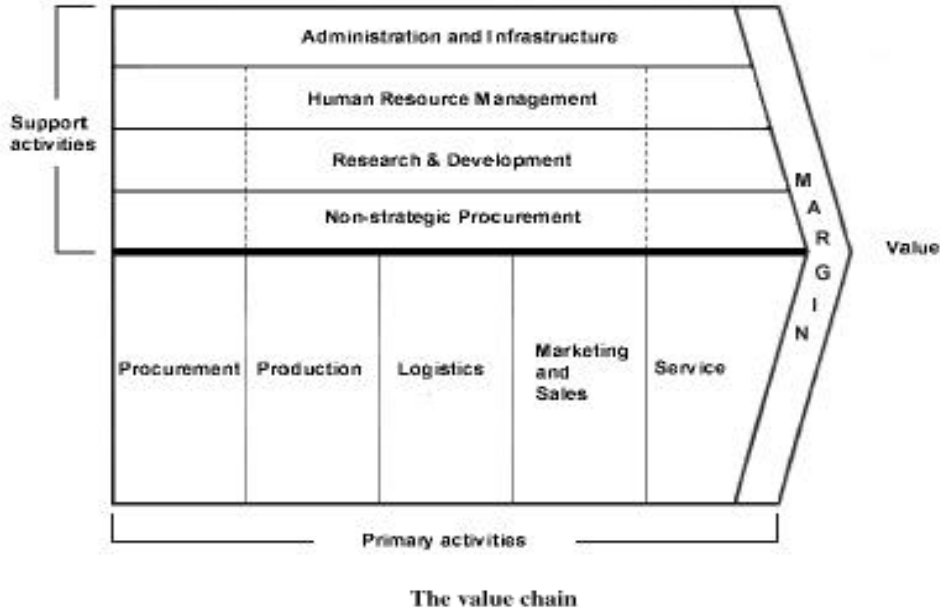 Administration and Infrastructure
Human Resource Management
Support
activities
Research & Development
Non-strategic Procurement
MARGIN
Value
Procurement
Production
Logistics
Marketing
and
Sales
Service
Primary activities
The value chain